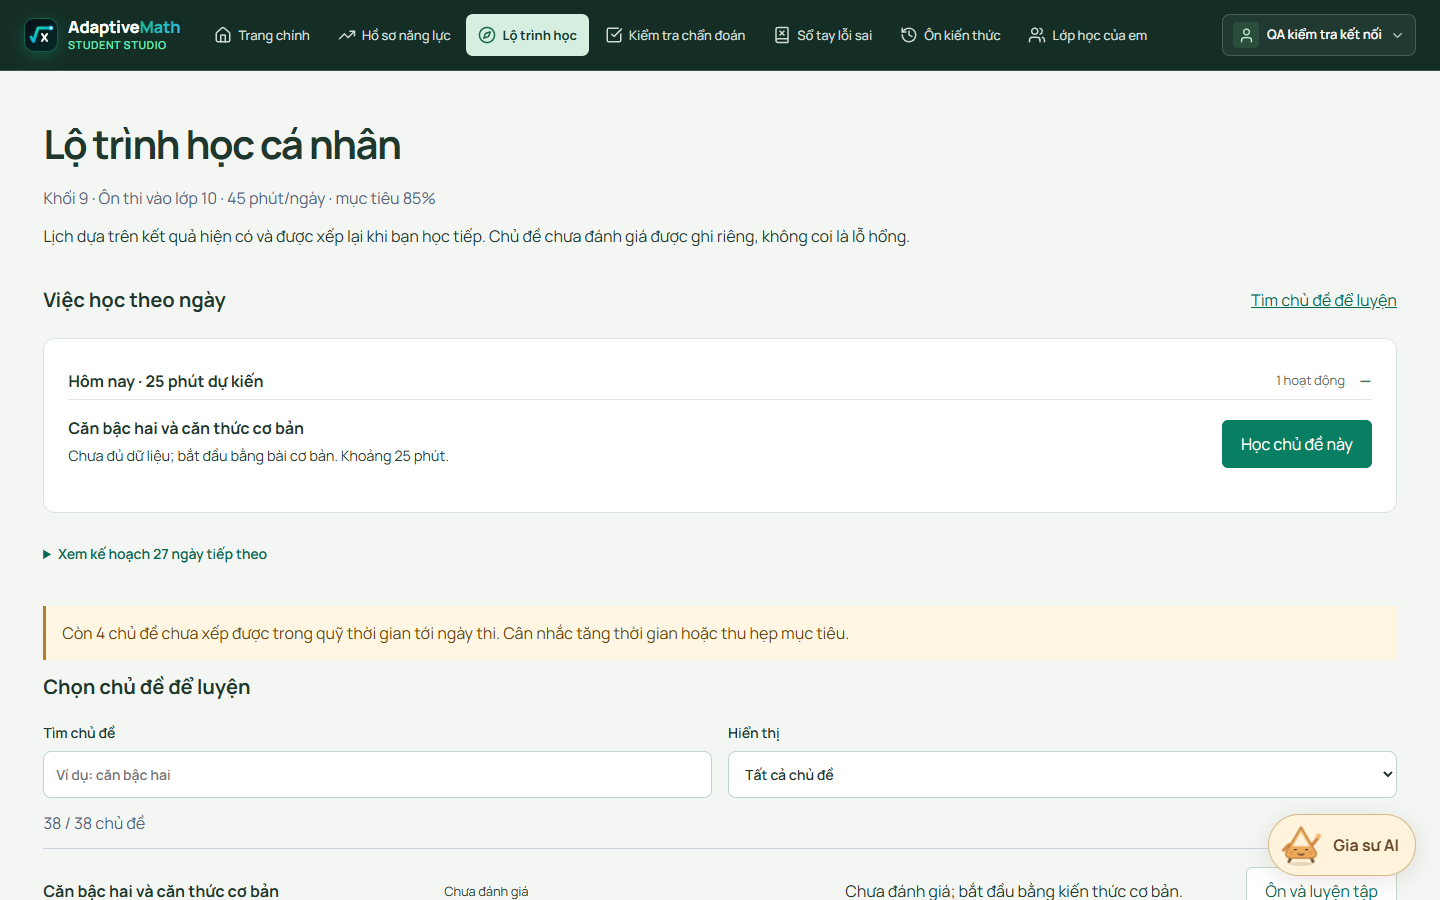 AdaptiveMath
STUDENT STUDIO
Trang chính
Hồ sơ năng lực
Lộ trình học
Kiểm tra chẩn đoán
Sổ tay lỗi sai
Ôn kiến thức
Lớp học của em
QA kiểm tra kết nối
Lộ trình học cá nhân
Khối 9 · Ôn thi vào lớp 10 · 45 phút/ngày · mục tiêu 85%
Lịch dựa trên kết quả hiện có và được xếp lại khi bạn học tiếp. Chủ đề chưa đánh giá được ghi riêng, không coi là lỗ hổng.
Việc học theo ngày
Tìm chủ đề để luyện
Hôm nay · 25 phút dự kiến
1 hoạt động
Căn bậc hai và căn thức cơ bản
Chưa đủ dữ liệu; bắt đầu bằng bài cơ bản. Khoảng 25 phút.
Học chủ đề này
Xem kế hoạch 27 ngày tiếp theo
Còn 4 chủ đề chưa xếp được trong quỹ thời gian tới ngày thi. Cân nhắc tăng thời gian hoặc thu hẹp mục tiêu.
Chọn chủ đề để luyện
Tìm chủ đề
Hiển thị
Ví dụ: căn bậc hai
Tất cả chủ đề
38 / 38 chủ đề
Gia sư AI
Căn bậc hai và căn thức cơ bản
Chưa đánh giá
Chưa đánh giá; bắt đầu bằng kiến thức cơ bản.
Ôn và luyện tập